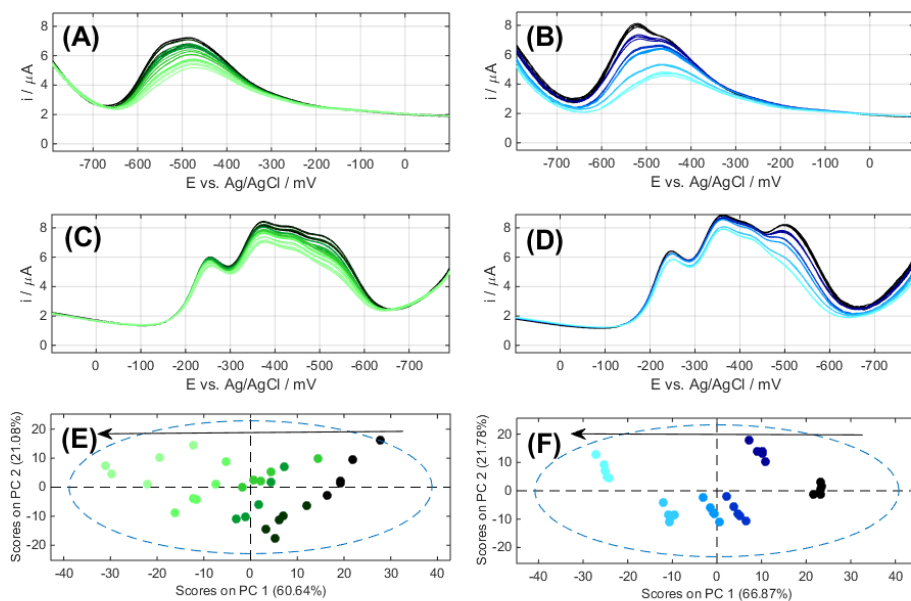 (A)
8
6
4
2
0
i / μA
-700 -600 -500 -400 -300 -200 -100 0
E vs. Ag/AgCl / mV
(B)
8
6
4
2
0
i / μA
-700 -600 -500 -400 -300 -200 -100 0
E vs. Ag/AgCl / mV
(C)
8
6
4
2
0
i / μA
0 -100 -200 -300 -400 -500 -600 -700
E vs. Ag/AgCl / mV
(D)
8
6
4
2
0
i / μA
0 -100 -200 -300 -400 -500 -600 -700
E vs. Ag/AgCl / mV
(E)
20
10
0
-10
-20
Scores on PC 2 (21.08%)
-40 -30 -20 -10 0 10 20 30 40
Scores on PC 1 (60.64%)
(F)
20
10
0
-10
-20
Scores on PC 2 (21.78%)
-40 -30 -20 -10 0 10 20 30 40
Scores on PC 1 (66.87%)